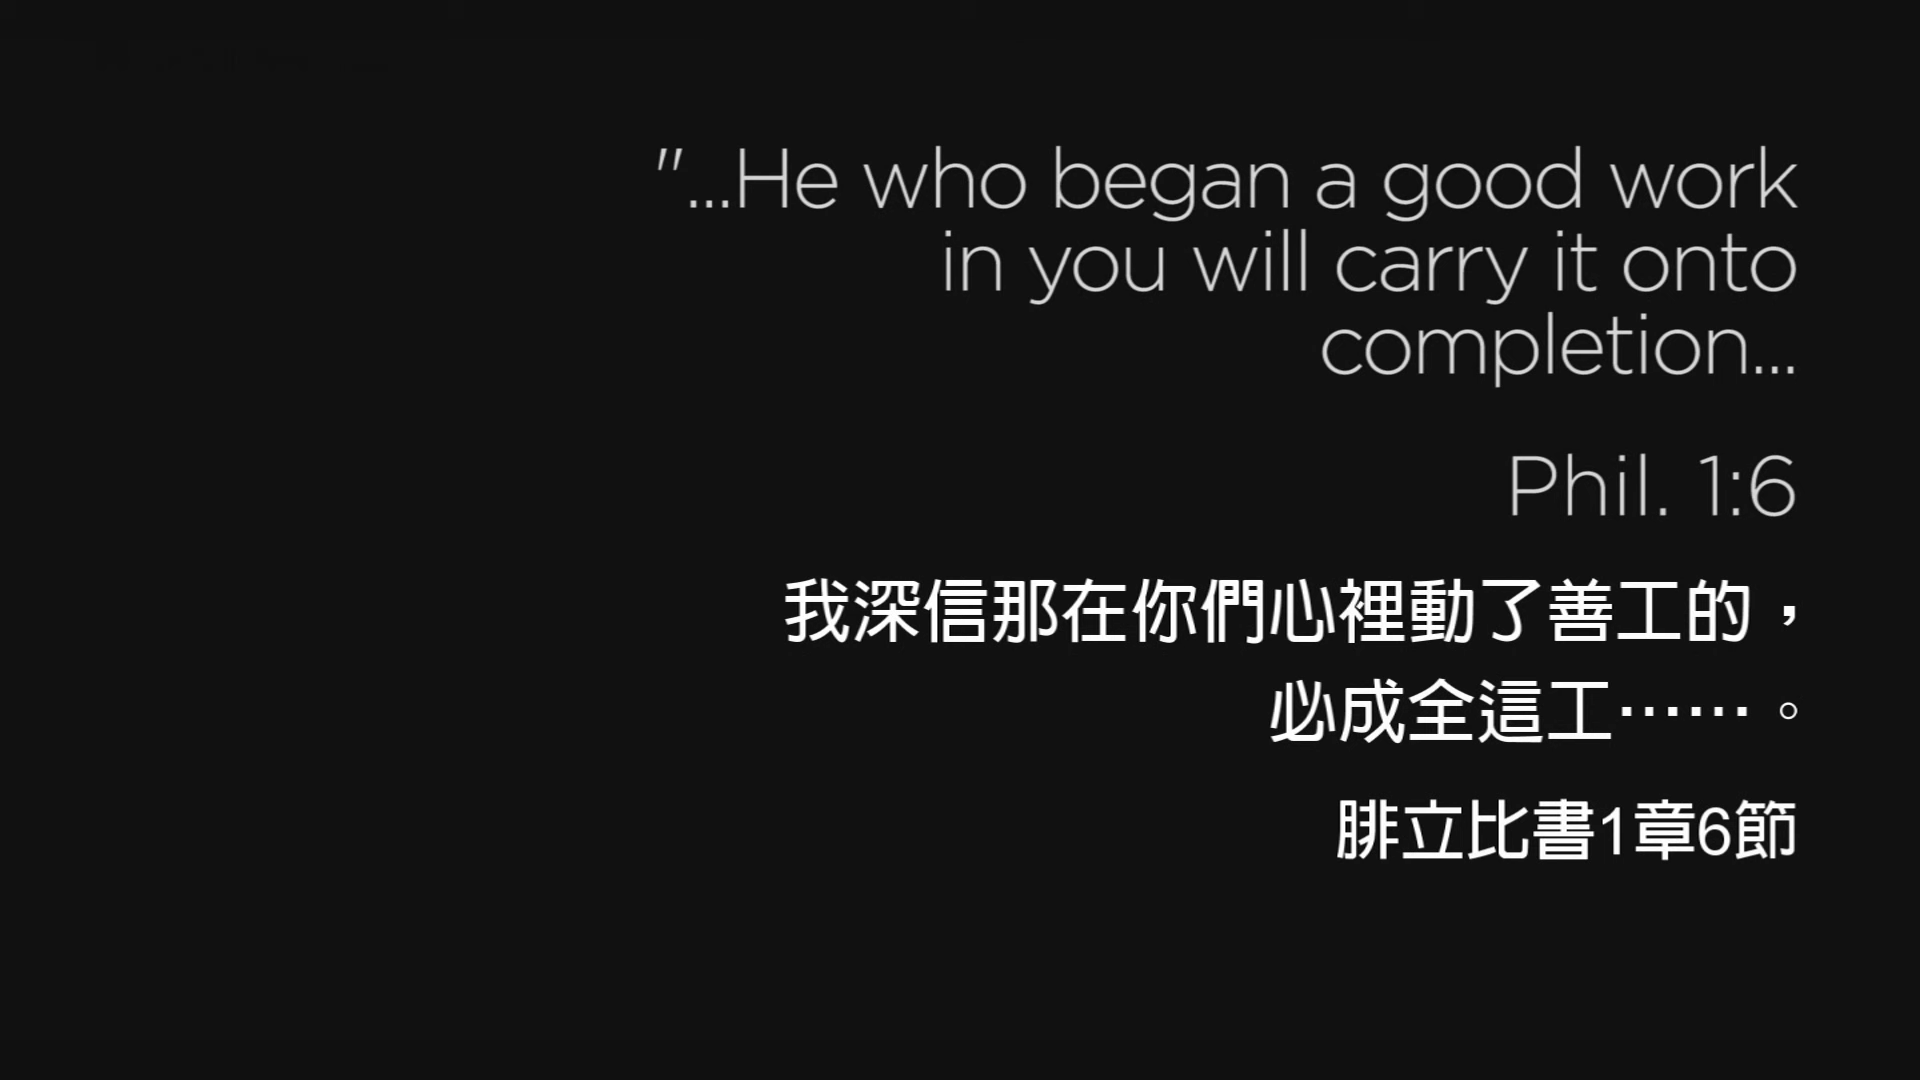 "...He who began a good work
in you will carry it onto
completion...
Phil. 1:6
我深信那在你們心裡動了善工的，
必成全這工……。
腓立比書1章6節